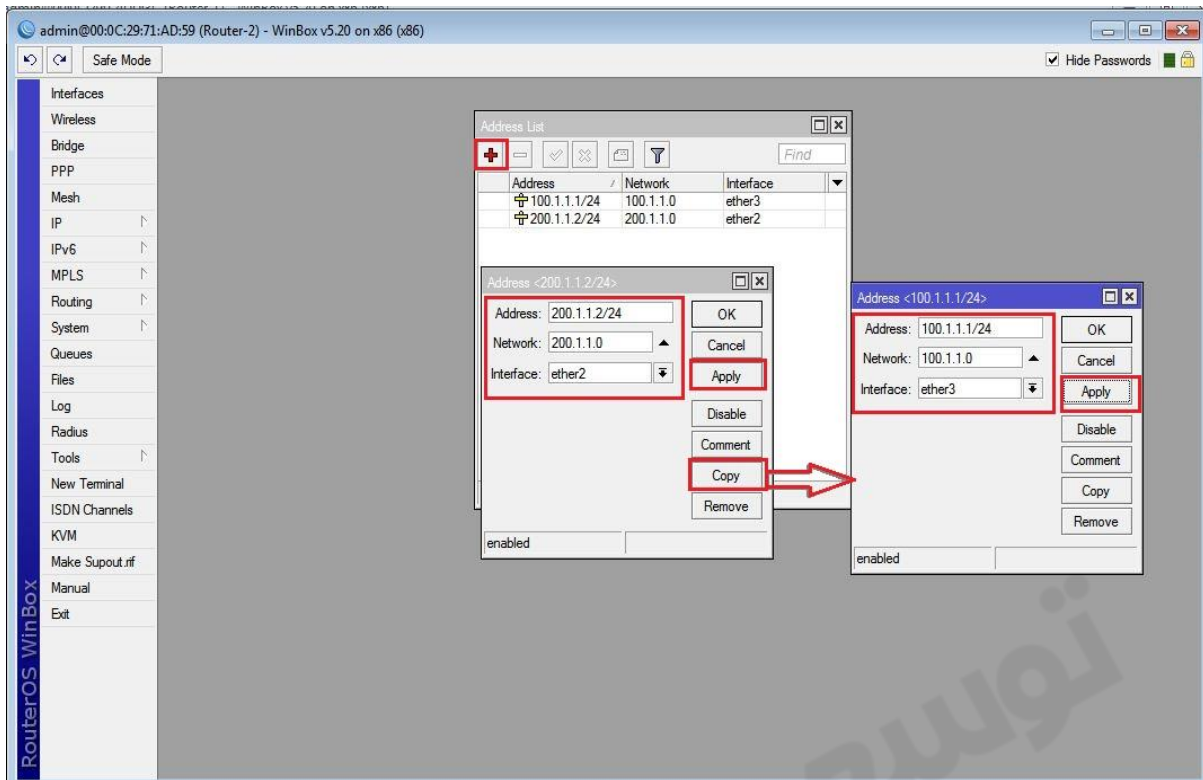 admin@00:0C:29:71:AD:59 (Router-2) - WinBox v5.20 on x86 (x86)
Safe Mode
Hide Passwords
Interfaces
Wireless
Bridge
PPP
Mesh
IP
IPv6
MPLS
Routing
System
Queues
Files
Log
Radius
Tools
New Terminal
ISDN Channels
KVM
Make Supout.rif
Manual
Exit
RouterOS WinBox
Address List
Find
Address Network Interface
100.1.1.1/24 100.1.1.0 ether3
200.1.1.2/24 200.1.1.0 ether2
Address <200.1.1.2/24>
Address: 200.1.1.2/24 OK
Network: 200.1.1.0 Cancel
Interface: ether2 Apply
Disable
Comment
Copy
Remove
enabled
Address <100.1.1.1/24>
Address: 100.1.1.1/24 OK
Network: 100.1.1.0 Cancel
Interface: ether3 Apply
Disable
Comment
Copy
Remove
enabled